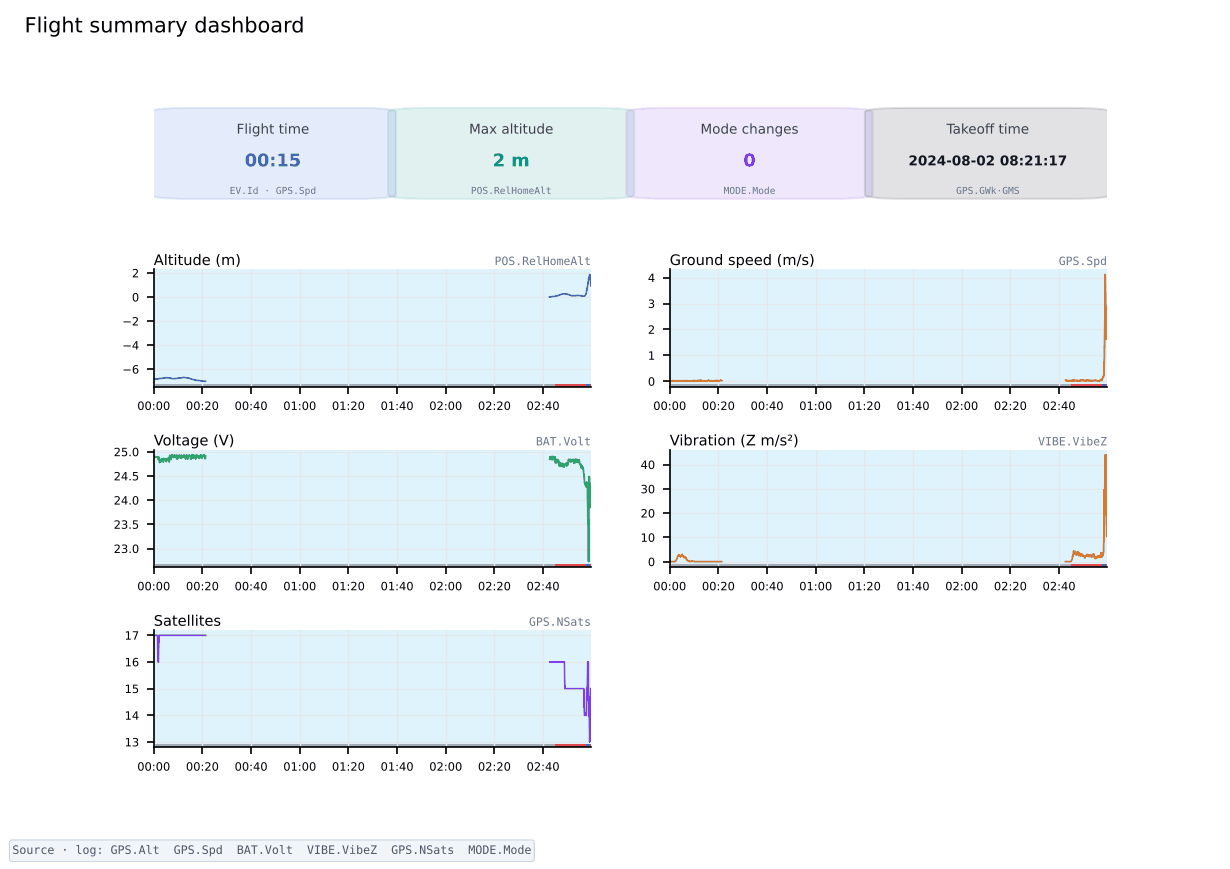 Flight summary dashboard
Flight time
00:15
EV.Id · GPS.Spd
Max altitude
2 m
POS.RelHomeAlt
Mode changes
0
MODE.Mode
Takeoff time
2024-08-02 08:21:17
GPS.GWk·GMS
Altitude (m) POS.RelHomeAlt
2
0
−2
−4
−6
00:00 00:20 00:40 01:00 01:20 01:40 02:00 02:20 02:40
Ground speed (m/s) GPS.Spd
4
3
2
1
0
00:00 00:20 00:40 01:00 01:20 01:40 02:00 02:20 02:40
Voltage (V) BAT.Volt
25.0
24.5
24.0
23.5
23.0
00:00 00:20 00:40 01:00 01:20 01:40 02:00 02:20 02:40
Vibration (Z m/s²) VIBE.VibeZ
40
30
20
10
0
00:00 00:20 00:40 01:00 01:20 01:40 02:00 02:20 02:40
Satellites GPS.NSats
17
16
15
14
13
00:00 00:20 00:40 01:00 01:20 01:40 02:00 02:20 02:40
Source · log: GPS.Alt GPS.Spd BAT.Volt VIBE.VibeZ GPS.NSats MODE.Mode